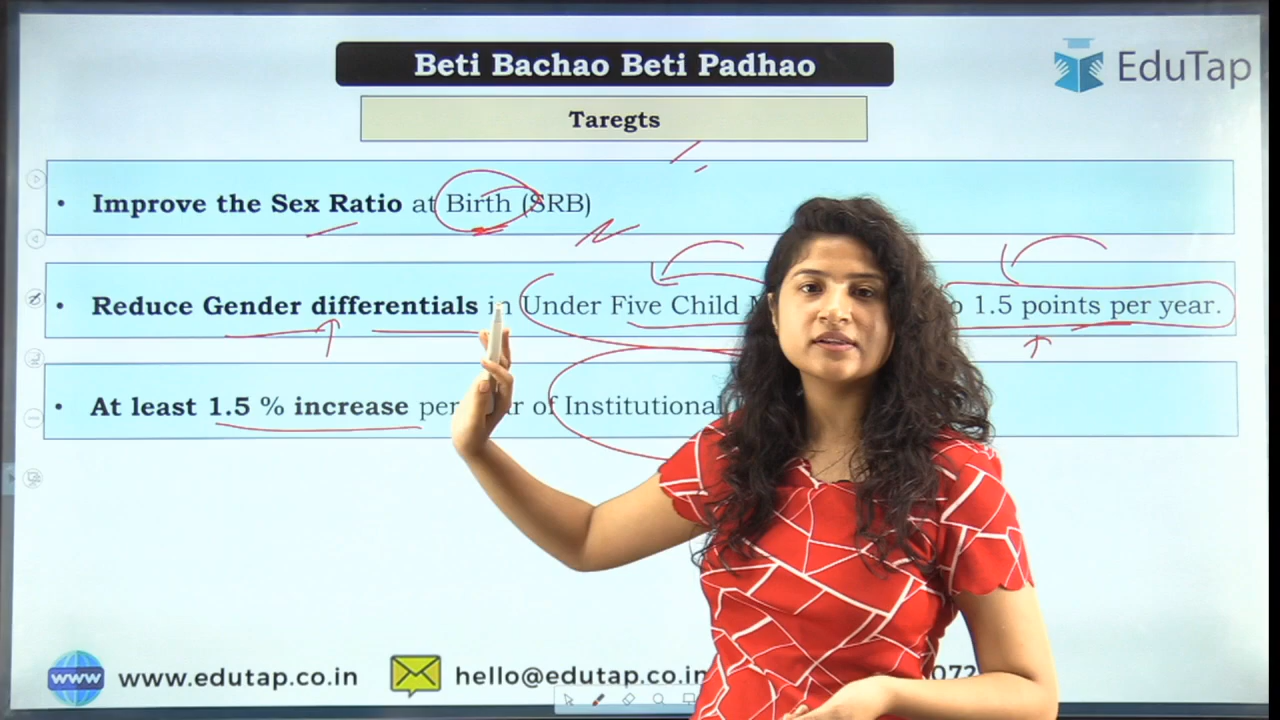 Beti Bachao Beti Padhao
EduTap
Taregts
• Improve the Sex Ratio at Birth (SRB)
• Reduce Gender differentials in Under Five Child 1.5 points per year.
• At least 1.5 % increase per of Institutional
www
www.edutap.co.in
hello@edutap.co.in